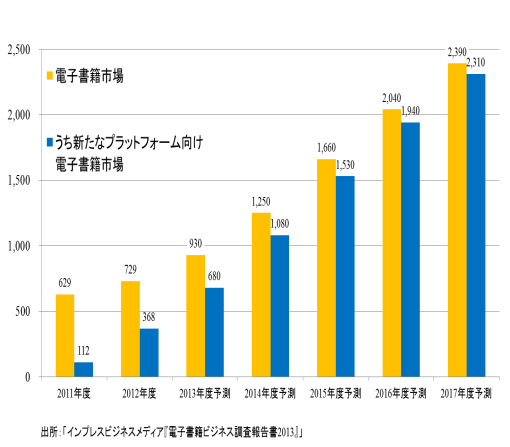 2,500
2,000
1,500
1,000
500
0
電子書籍市場
うち新たなプラットフォーム向け
電子書籍市場
629
112
729
368
930
680
1,250
1,080
1,660
1,530
2,040
1,940
2,390
2,310
2011年度
2012年度
2013年度予測
2014年度予測
2015年度予測
2016年度予測
2017年度予測
出所：「インプレスビジネスメディア『電子書籍ビジネス調査報告書2013』」